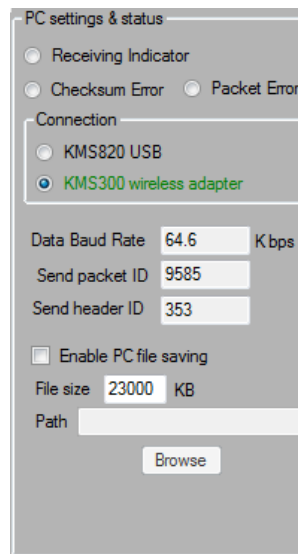 PC settings & status
Receiving Indicator
Checksum Error Packet Error
Connection
KMS820 USB
KMS300 wireless adapter
Data Baud Rate 64.6 Kbps
Send packet ID 9585
Send header ID 353
Enable PC file saving
File size 23000 KB
Path
Browse